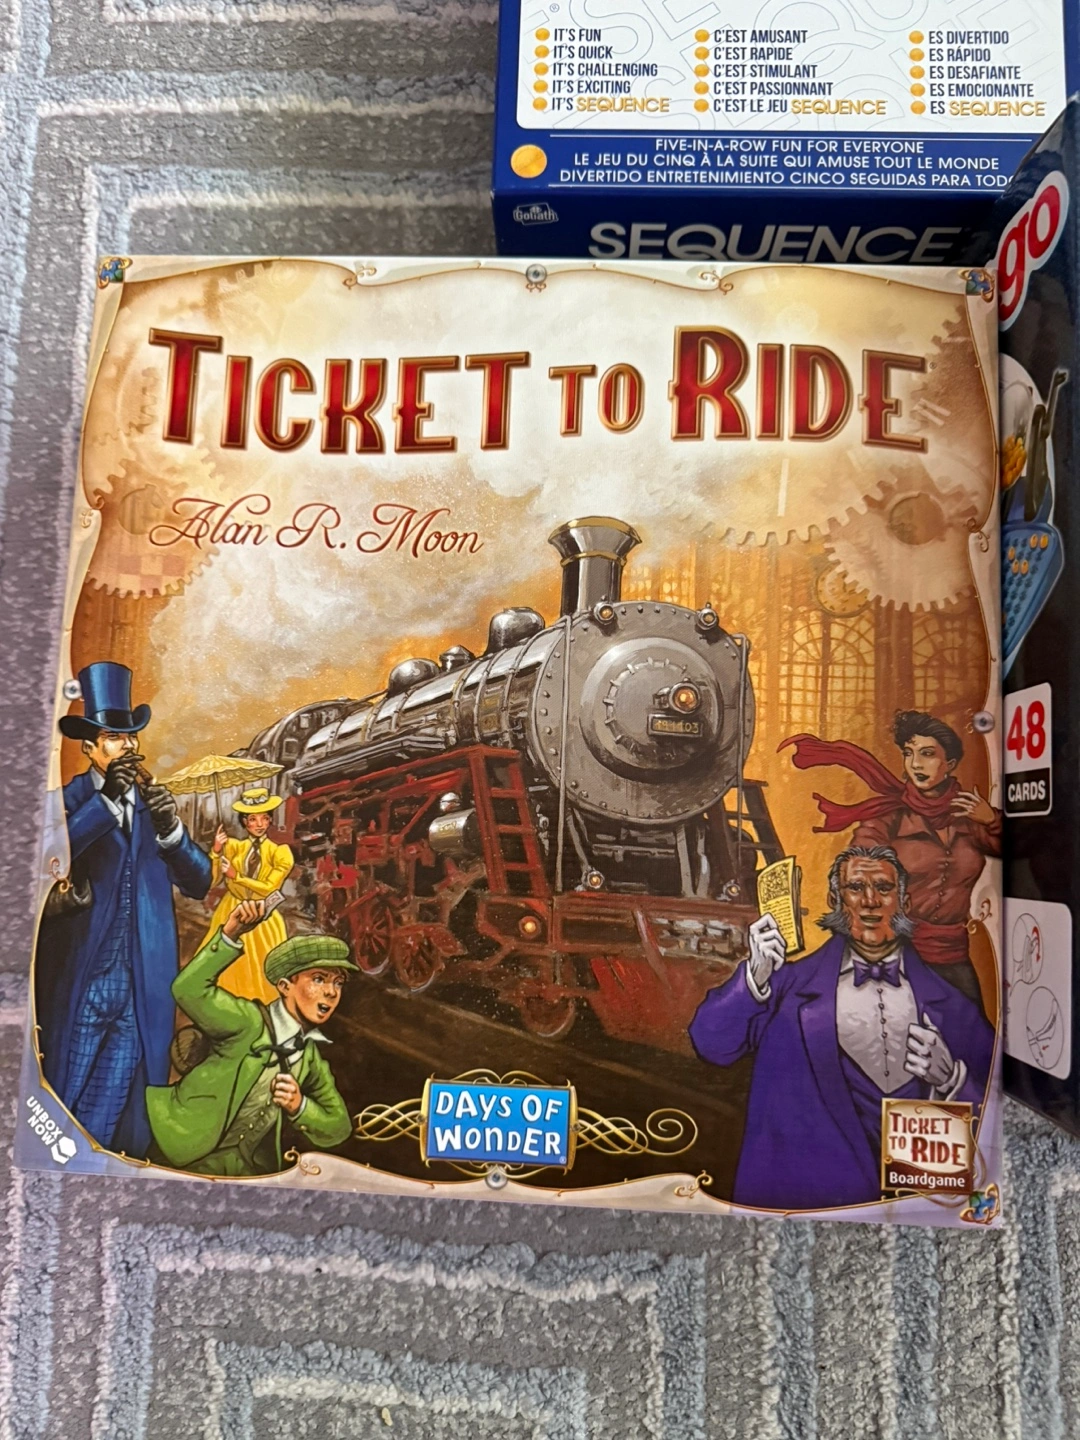 IT'S FUN
IT'S QUICK
IT'S CHALLENGING
IT'S EXCITING
IT'S SEQUENCE
C'EST AMUSANT
C'EST RAPIDE
C'EST STIMULANT
C'EST PASSIONNANT
C'EST LE JEU SEQUENCE
ES DIVERTIDO
ES RÁPIDO
ES DESAFIANTE
ES EMOCIONANTE
ES SEQUENCE
FIVE-IN-A-ROW FUN FOR EVERYONE
LE JEU DU CINQ À LA SUITE QUI AMUSE TOUT LE MONDE
DIVERTIDO ENTRETENIMIENTO CINCO SEGUIDAS PARA
Goliath
SEQUENCE
go
TICKET TO RIDE
Alan R. Moon
48
CARDS
UNBOX
NOW
DAYS OF
WONDER
TICKET
TO RIDE
Boardgame